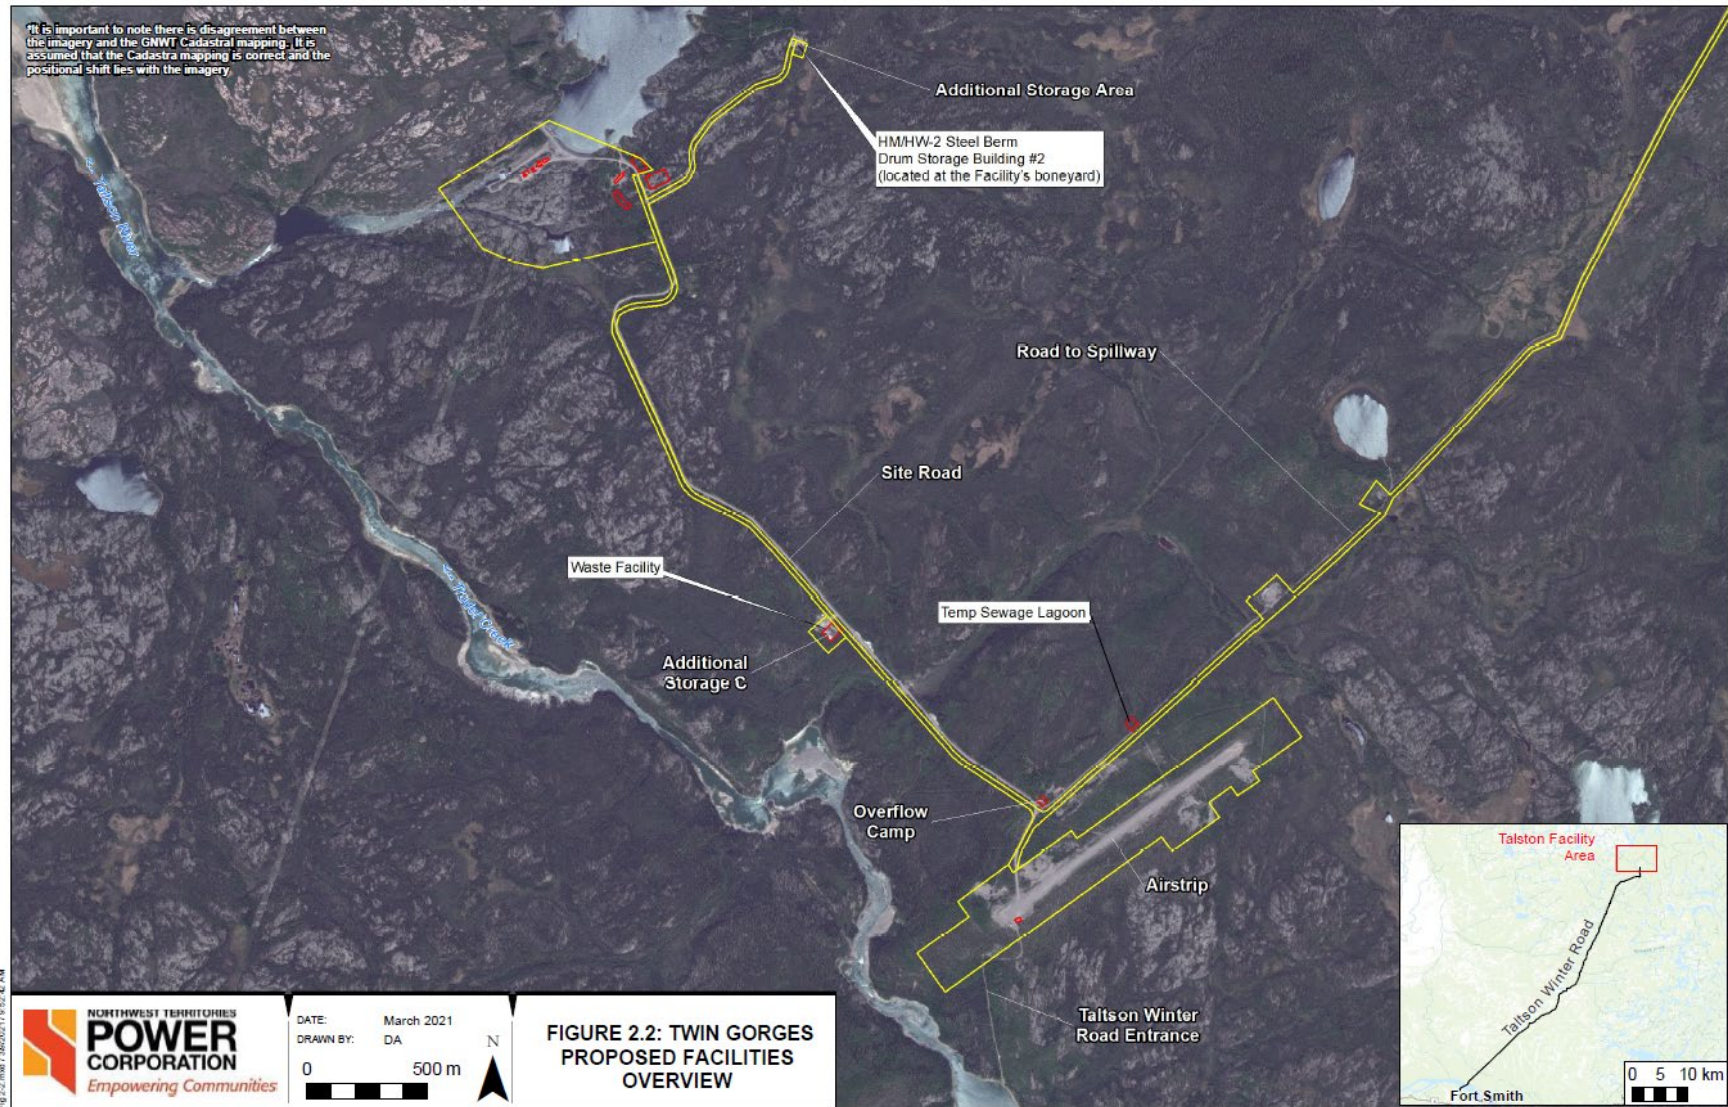 *It is important to note there is disagreement between
the imagery and the GNWT Cadastral mapping. It is
assumed that the Cadastra mapping is correct and the
positional shift lies with the imagery
Additional Storage Area
HM/HW-2 Steel Berm
Drum Storage Building #2
(located at the Facility's boneyard)
Taltson River
Road to Spillway
Site Road
Waste Facility
Trudel Creek
Temp Sewage Lagoon
Additional
Storage C
Overflow
Camp
Airstrip
Taltson Winter
Road Entrance
Talston Facility
Area
Taltson Winter Road
Fort Smith
0 5 10 km
NORTHWEST TERRITORIES
POWER
CORPORATION
Empowering Communities
DATE: March 2021
DRAWN BY: DA
0 500 m
N
FIGURE 2.2: TWIN GORGES
PROPOSED FACILITIES
OVERVIEW